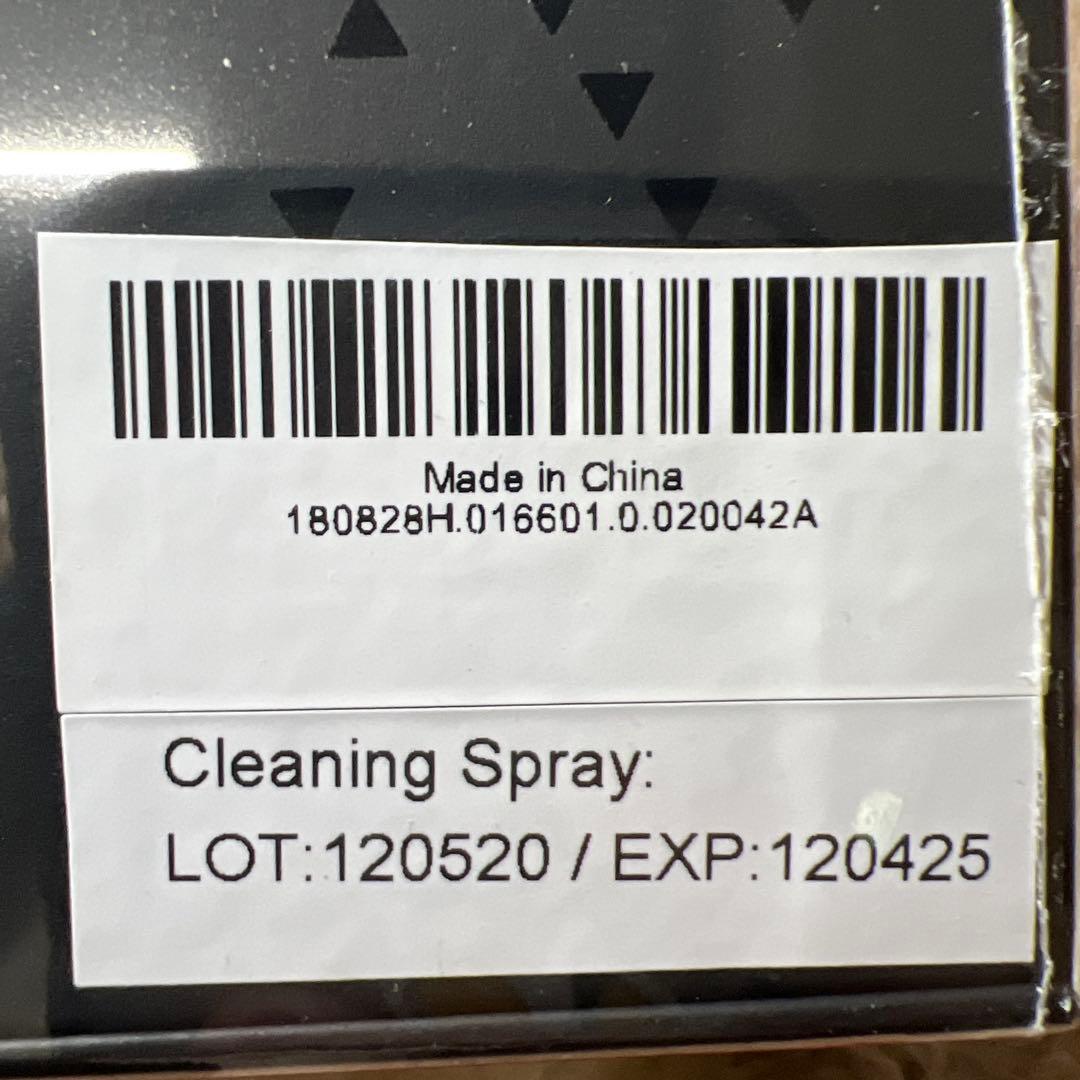 Made in China
180828H.016601.0.020042A
Cleaning Spray:
LOT:120520 / EXP:120425